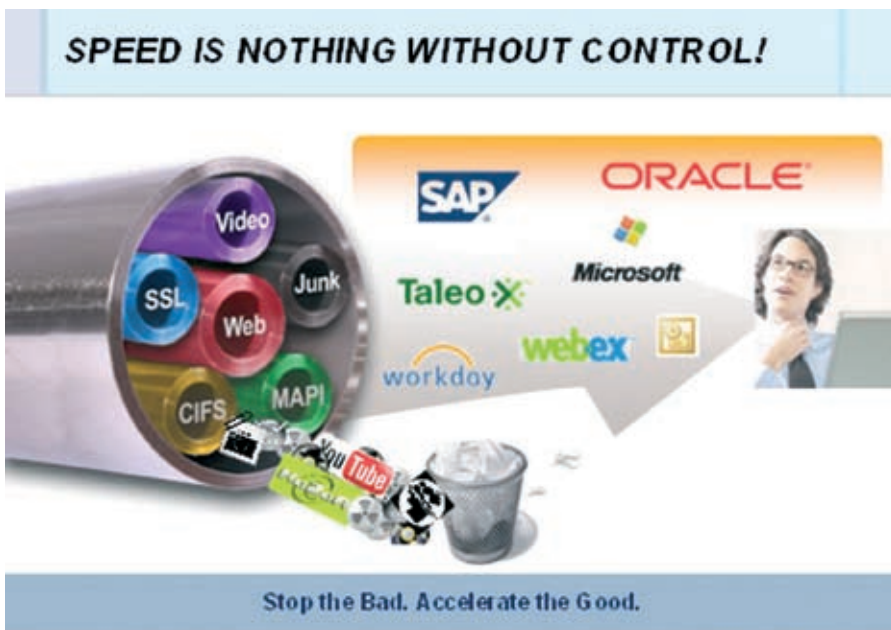 SPEED IS NOTHING WITHOUT CONTROL!
SAP
ORACLE
Video
SSL
Junk
Web
Microsoft
Taleo
webex
workday
CIFS
MAPI
YouTube
Stop the Bad. Accelerate the Good.